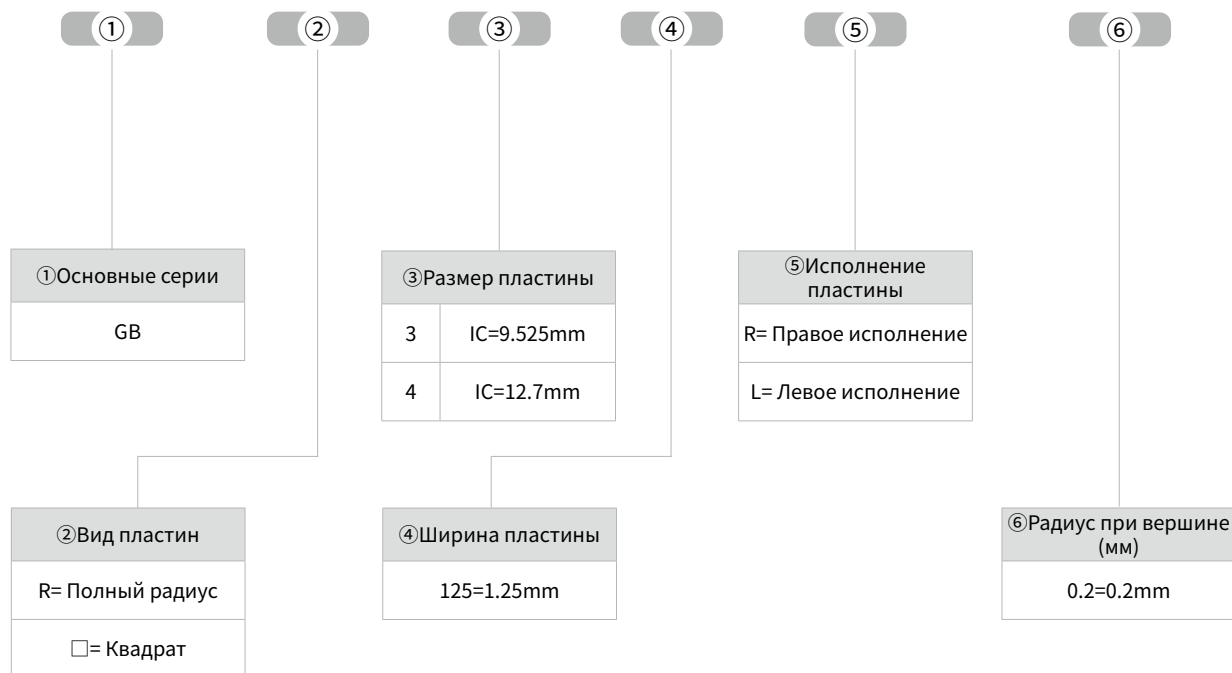 ① ② ③ ④ ⑤ ⑥
①Основные серии
GB
③Размер пластины
3 IC=9.525mm
4 IC=12.7mm
⑤Исполнение
пластины
R= Правое исполнение
L= Левое исполнение
②Вид пластин
R= Полный радиус
□= Квадрат
④Ширина пластины
125=1.25mm
⑥Радиус при вершине
(мм)
0.2=0.2mm